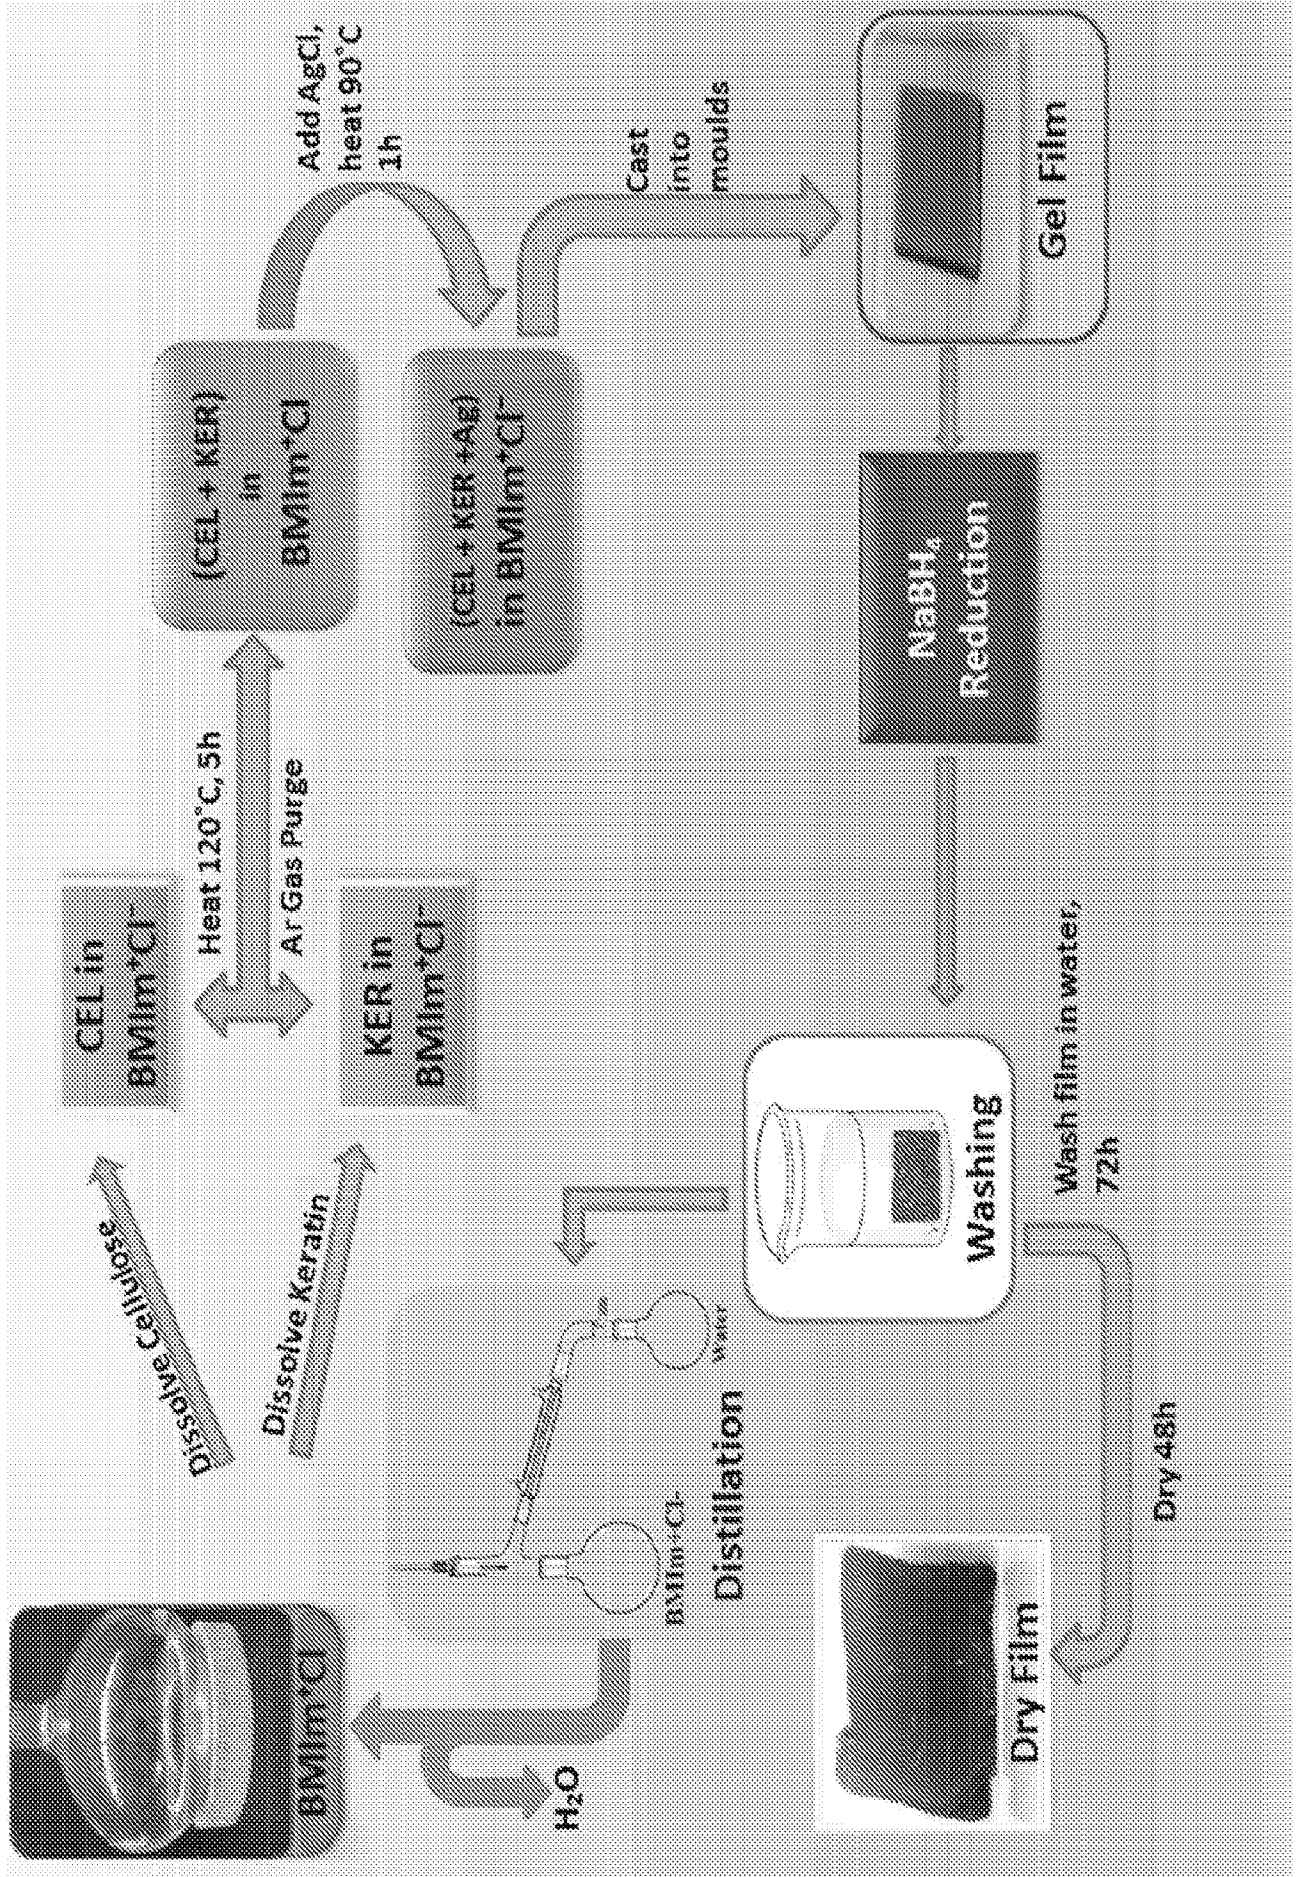 BMIm⁺Cl
Dissolve Callulose
Dissolve Keratin
CEL in
BMIm⁺Cl⁻
KER in
BMIm⁺Cl⁻
Heat 120°C, 5h
Ar Gas Purge
(CEL + KER)
in
BMIm⁺Cl
Add AgCl,
heat 90°C
1h
(CEL + KER +Ag)
in BMIm⁺Cl⁻
Cast
into
moulds
Gel Film
NaBH₄
Reduction
Washing
Wash film in water,
72h
Dry 48h
Dry Film
Distillation
BMIm+Cl-
Water
H₂O